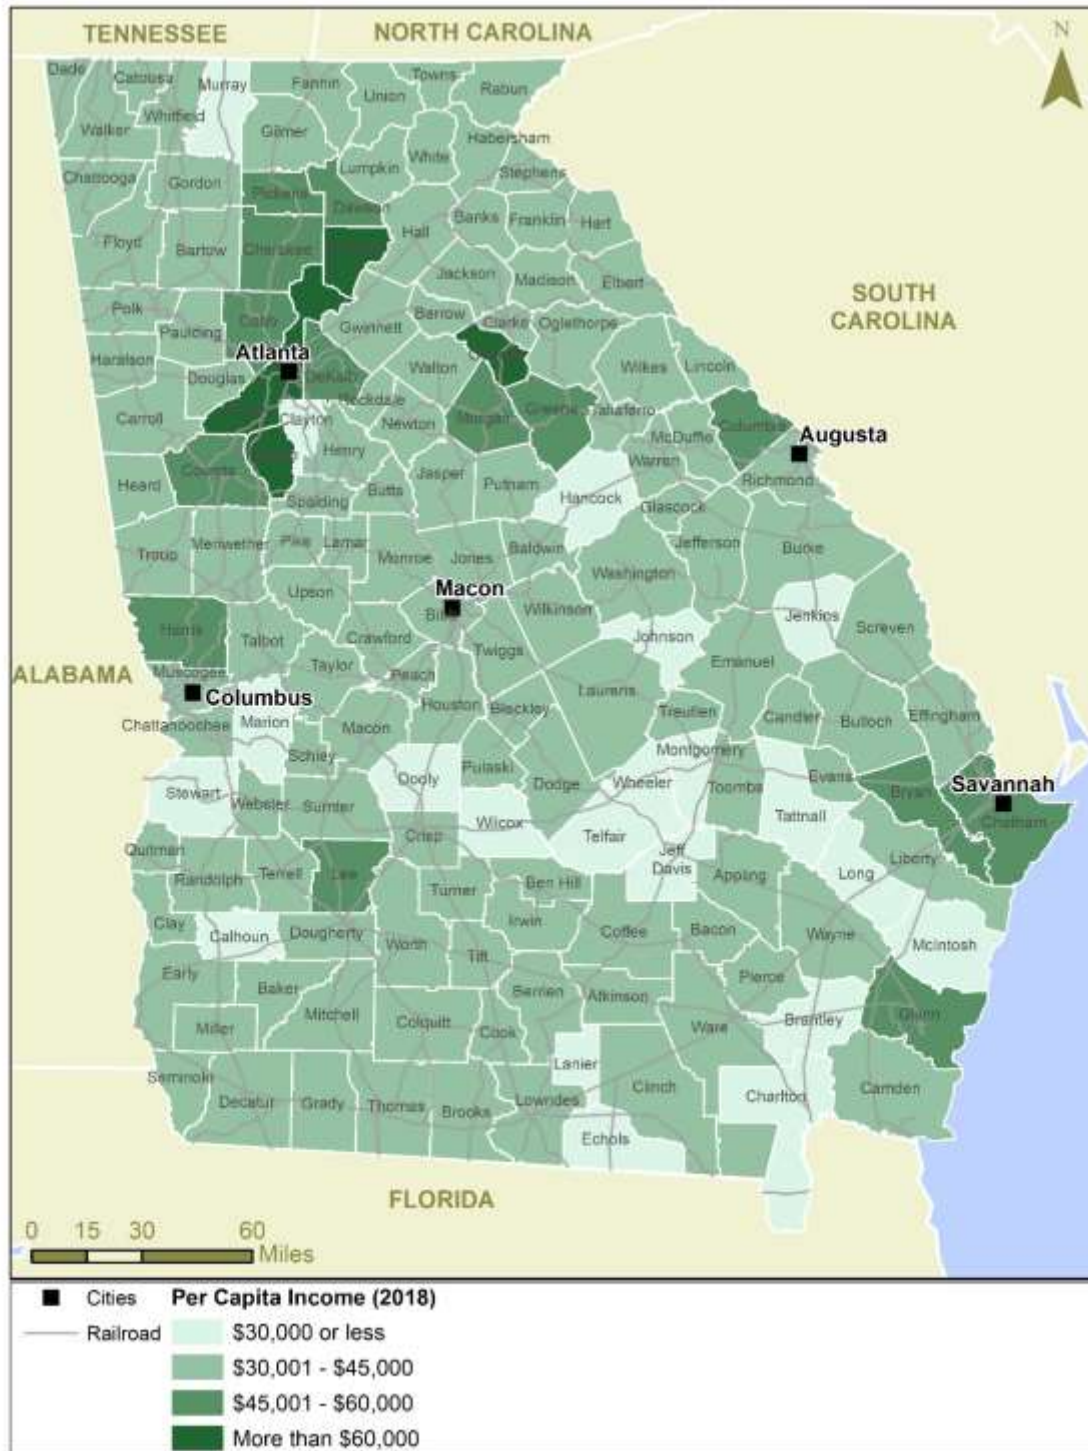 TENNESSEE
NORTH CAROLINA
N
Dade
Catoosa
Murray
Fannin
Towns
Union
Rabun
Whitfield
Walker
Gilmer
Habersham
White
Lumpkin
Stephens
Chattooga
Gordon
Pickens
Dawson
Banks
Franklin
Hart
Hall
Floyd
Bartow
Cherokee
Jackson
Madison
Elbert
SOUTH
CAROLINA
Polk
Paulding
Cobb
Gwinnett
Barrow
Clarke
Oglethorpe
Atlanta
Haralson
Douglas
DeKalb
Walton
Wilkes
Lincoln
Rockdale
Carroll
Clayton
Newton
Morgan
Greene
Taliaferro
Columbia
McDuffie
Augusta
Henry
Warren
Coweta
Jasper
Heard
Butts
Putnam
Hancock
Richmond
Spalding
Glascock
Troup
Meriwether
Pike
Lamar
Monroe
Jones
Baldwin
Jefferson
Burke
Washington
Upson
Macon
Bibb
Wilkinson
Jenkins
Harris
Talbot
Crawford
Twiggs
Johnson
Screven
ALABAMA
Muscogee
Taylor
Peach
Emanuel
Columbus
Laurens
Houston
Bleckley
Treutlen
Candler
Bulloch
Effingham
Chattahoochee
Marion
Macon
Schley
Montgomery
Dooly
Pulaski
Dodge
Wheeler
Toombs
Evans
Bryan
Savannah
Stewart
Webster
Sumter
Wilcox
Telfair
Tattnall
Chatham
Crisp
Quitman
Randolph
Terrell
Lee
Turner
Ben Hill
Jeff
Davis
Appling
Long
Liberty
Clay
Calhoun
Dougherty
Worth
Irwin
Coffee
Bacon
Wayne
McIntosh
Tift
Early
Baker
Mitchell
Berrien
Atkinson
Pierce
Brantley
Glynn
Miller
Colquitt
Cook
Ware
Lanier
Seminole
Decatur
Grady
Thomas
Brooks
Lowndes
Clinch
Charlton
Camden
Echols
FLORIDA
0 15 30 60
Miles
Cities Per Capita Income (2018)
Railroad $30,000 or less
$30,001 - $45,000
$45,001 - $60,000
More than $60,000